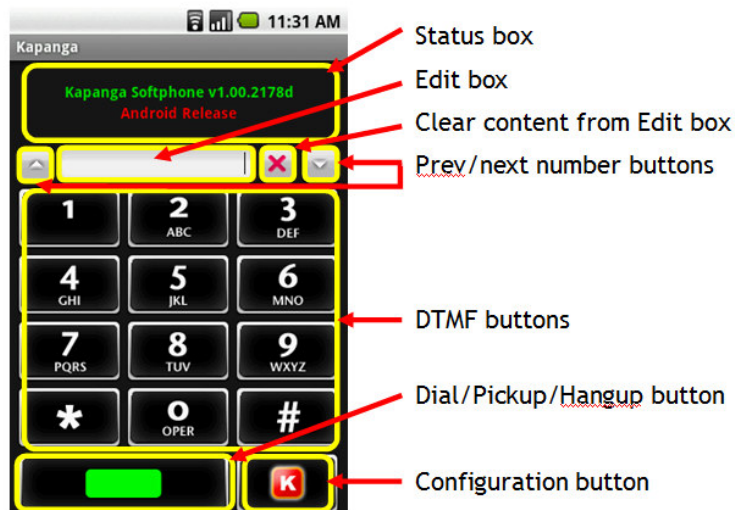 11:31 AM
Kapanga
Kapanga Softphone v1.00.2178d
Android Release
Status box
Edit box
Clear content from Edit box
Prev/next number buttons
1
2
ABC
3
DEF
4
GHI
5
JKL
6
MNO
7
PQRS
8
TUV
9
WXYZ
*
0
OPER
#
DTMF buttons
Dial/Pickup/Hangup button
K
Configuration button